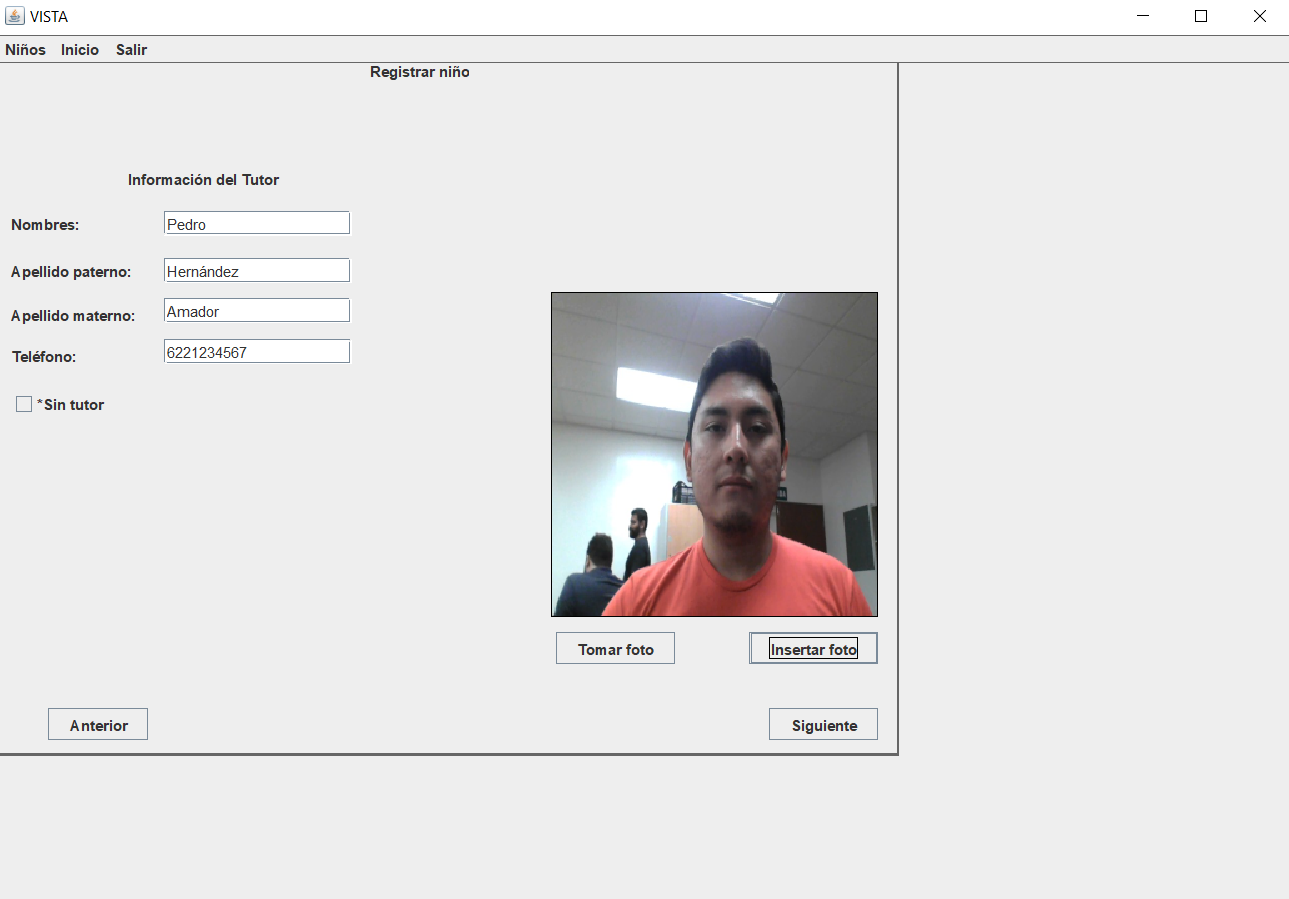 VISTA
Niños Inicio Salir
Registrar niño
Información del Tutor
Nombres: Pedro
Apellido paterno: Hernández
Apellido materno: Amador
Teléfono: 6221234567
*Sin tutor
Tomar foto Insertar foto
Anterior Siguiente